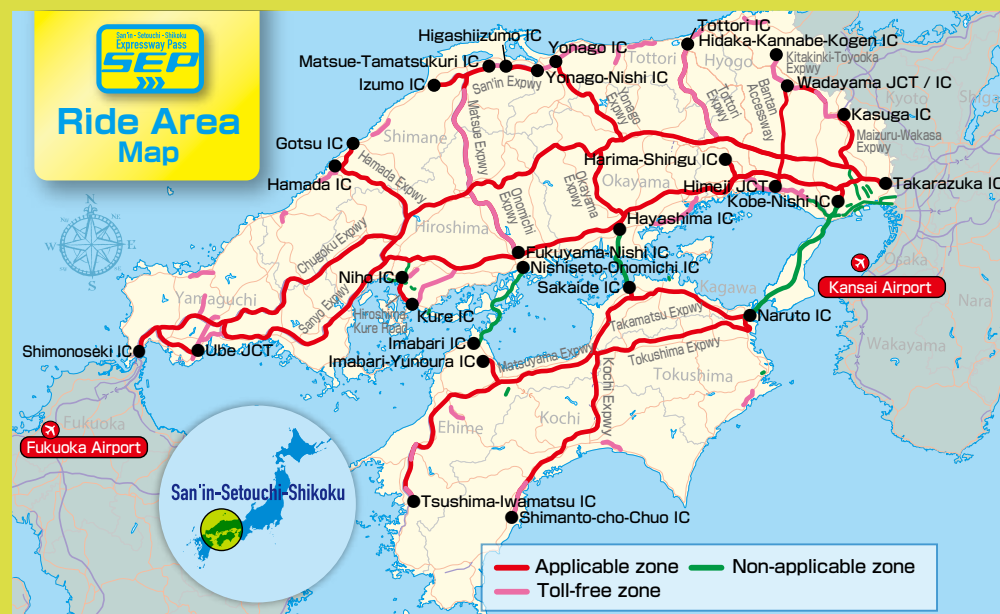 San'in - Setouchi - Shikoku
Expressway Pass
SEP
Ride Area
Map
Tottori IC
Higashiizumo IC
Yonago IC
Hidaka-Kannabe-Kogen IC
Matsue-Tamatsukuri IC
Tottori
Hyogo
Kitakinki-Toyooka
Expwy
Yonago-Nishi IC
Izumo IC
San'in Expwy
Wadayama JCT / IC
Yonago
Expwy
Tottori
Expwy
Bantan
Accessway
Kyoto
Shiga
Matsue Expwy
Kasuga IC
Shimane
Maizuru-Wakasa
Expwy
Gotsu IC
Harima-Shingu IC
Hamada IC
Hamada Expwy
Okayama
Expwy
Okayama
Himeji JCT
Takarazuka IC
Kobe-Nishi IC
Onomichi
Expwy
Hayashima IC
N
NW
NE
W
E
SW
SE
S
Chugoku Expwy
Hiroshima
Fukuyama-Nishi IC
Nishiseto-Onomichi IC
Osaka
Niho IC
Sakaide IC
Kagawa
Kansai Airport
Yamaguchi
Sanyo Expwy
Hiroshima-
Kure Road
Kure IC
Takamatsu Expwy
Naruto IC
Nara
Wakayama
Imabari IC
Shimonoseki IC
Ube JCT
Imabari-Yunoura IC
Matsuyama Expwy
Tokushima Expwy
Kochi Expwy
Tokushima
Fukuoka
Ehime
Kochi
Fukuoka Airport
San'in-Setouchi-Shikoku
Tsushima-Iwamatsu IC
Shimanto-cho-Chuo IC
Applicable zone
Non-applicable zone
Toll-free zone